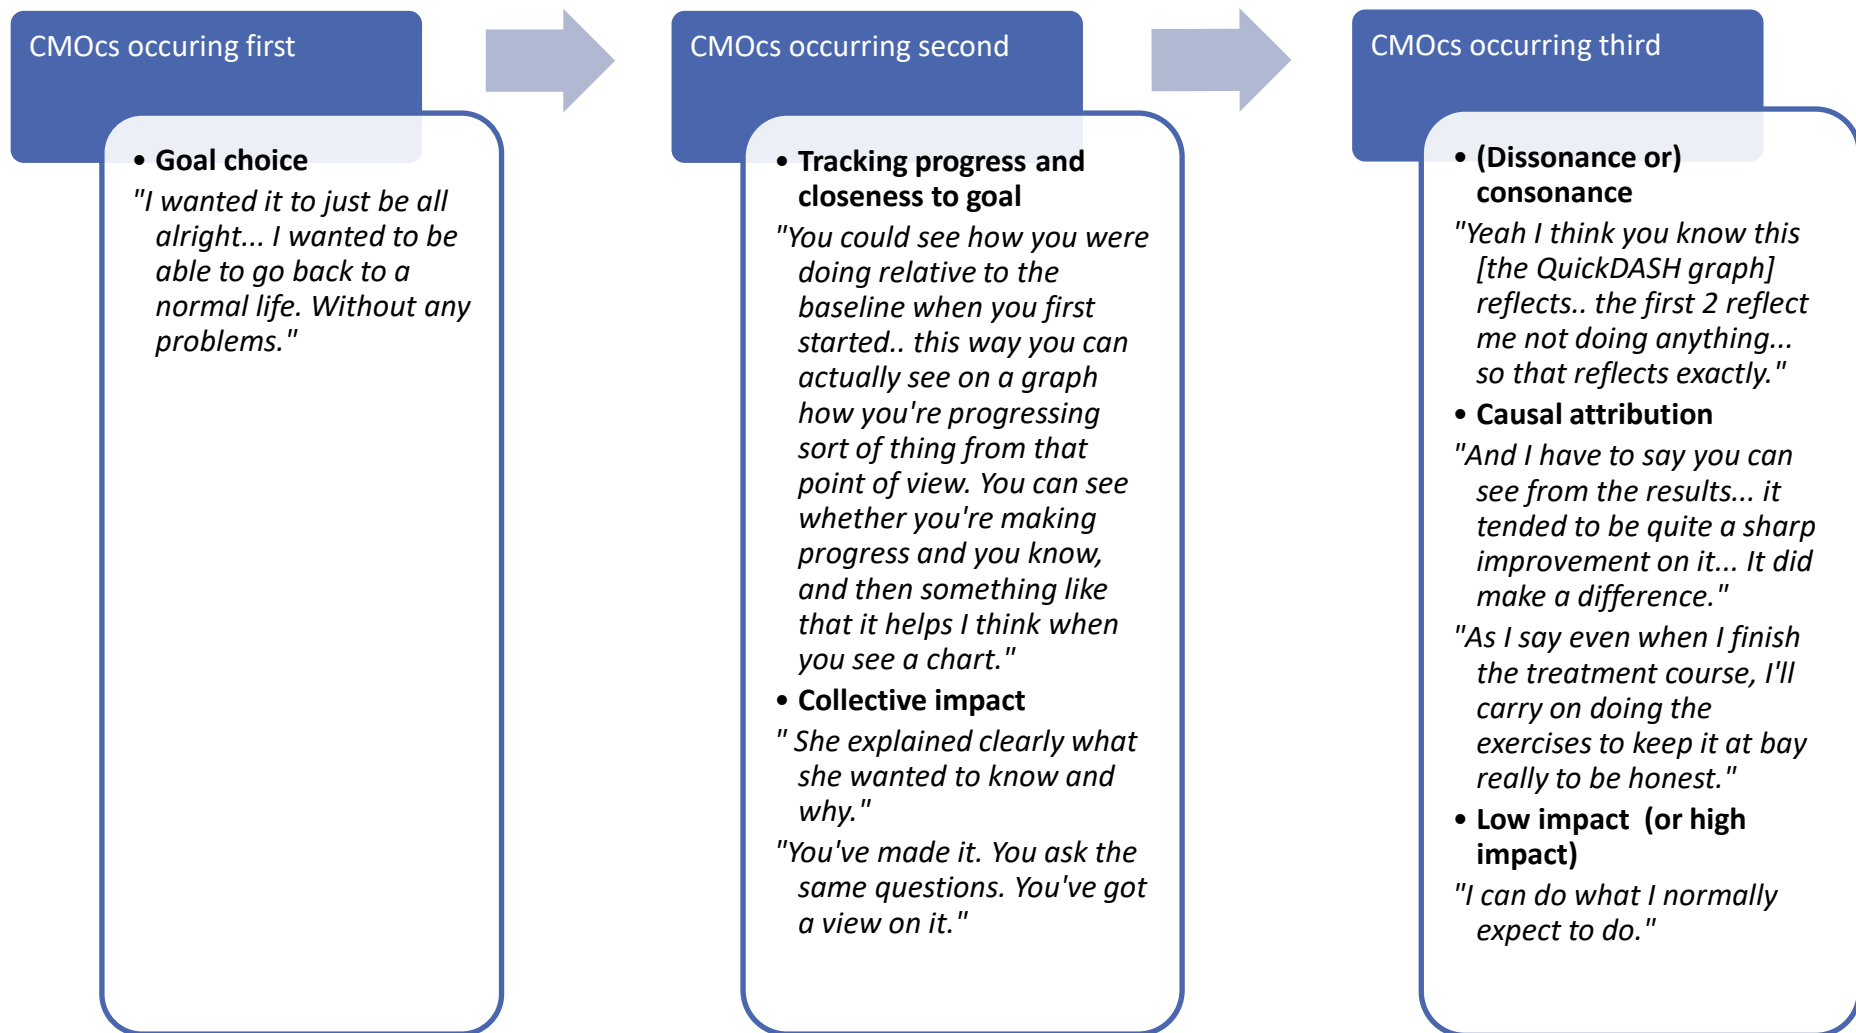 CMOcs occuring first
• Goal choice
"I wanted it to just be all
alright... I wanted to be
able to go back to a
normal life. Without any
problems."
CMOcs occurring second
• Tracking progress and
closeness to goal
"You could see how you were
doing relative to the
baseline when you first
started.. this way you can
actually see on a graph
how you're progressing
sort of thing from that
point of view. You can see
whether you're making
progress and you know,
and then something like
that it helps I think when
you see a chart."
• Collective impact
" She explained clearly what
she wanted to know and
why."
"You've made it. You ask the
same questions. You've got
a view on it."
CMOcs occurring third
• (Dissonance or)
consonance
"Yeah I think you know this
[the QuickDASH graph]
reflects.. the first 2 reflect
me not doing anything...
so that reflects exactly."
• Causal attribution
"And I have to say you can
see from the results... it
tended to be quite a sharp
improvement on it... It did
make a difference."
"As I say even when I finish
the treatment course, I'll
carry on doing the
exercises to keep it at bay
really to be honest."
• Low impact  (or high
impact)
"I can do what I normally
expect to do."